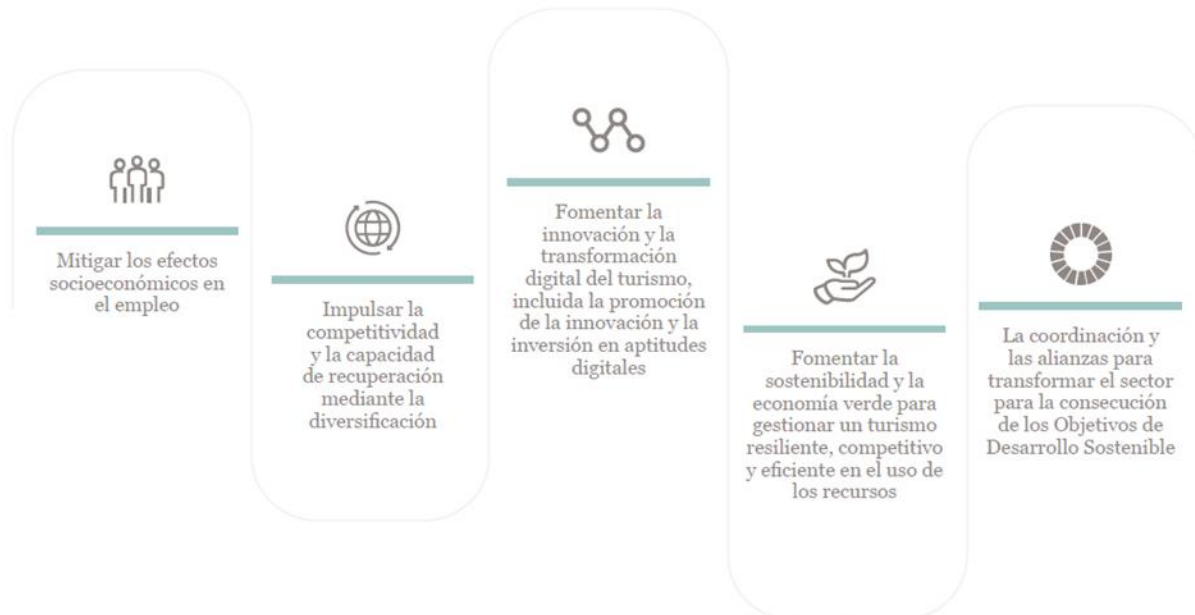 Mitigar los efectos
socioeconómicos en
el empleo
Impulsar la
competitividad
y la capacidad
de recuperación
mediante la
diversificación
Fomentar la
innovación y la
transformación
digital del turismo,
incluida la promoción
de la innovación y la
inversión en aptitudes
digitales
Fomentar la
sostenibilidad y la
economía verde para
gestionar un turismo
resiliente, competitivo
y eficiente en el uso de
los recursos
La coordinación y
las alianzas para
transformar el sector
para la consecución
de los Objetivos de
Desarrollo Sostenible